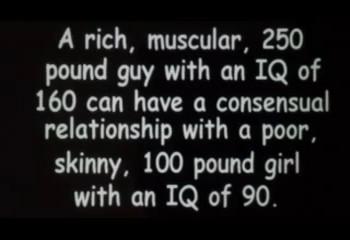 A rich, muscular, 250
pound guy with an IQ of
160 can have a consensual
relationship with a poor,
skinny, 100 pound girl
with an IQ of 90.